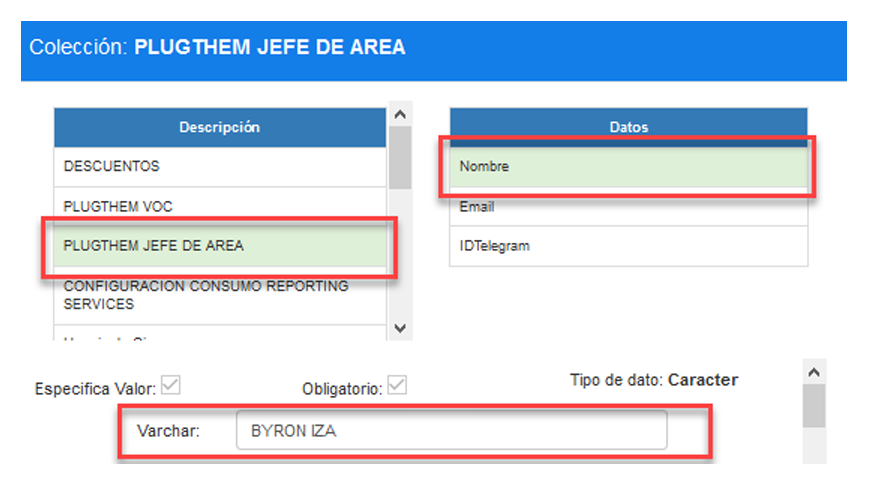 Colección: PLUGTHEM JEFE DE AREA
Descripción
DESCUENTOS
PLUGTHEM VOC
PLUGTHEM JEFE DE AREA
CONFIGURACION CONSUMO REPORTING
SERVICES
Datos
Nombre
Email
IDTelegram
Especifica Valor:
Obligatorio:
Tipo de dato: Caracter
Varchar:
BYRON IZA